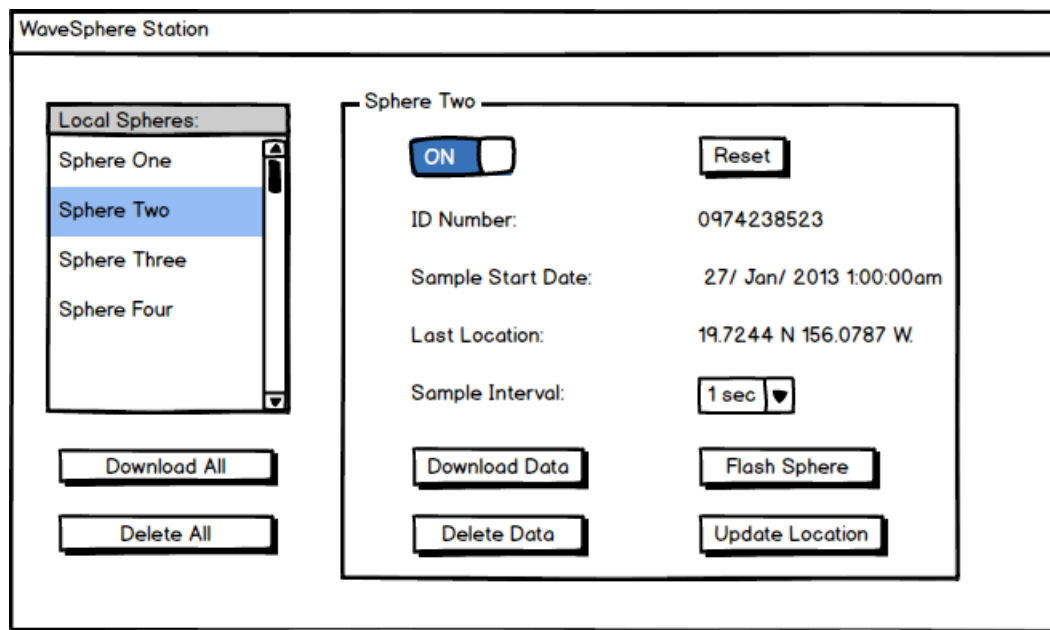 WaveSphere Station
Local Spheres:
Sphere One
Sphere Two
Sphere Three
Sphere Four
Download All
Delete All
Sphere Two
ON
Reset
ID Number: 0974238523
Sample Start Date: 27/ Jan/ 2013 1:00:00am
Last Location: 19.7244 N 156.0787 W.
Sample Interval: 1 sec
Download Data
Flash Sphere
Delete Data
Update Location